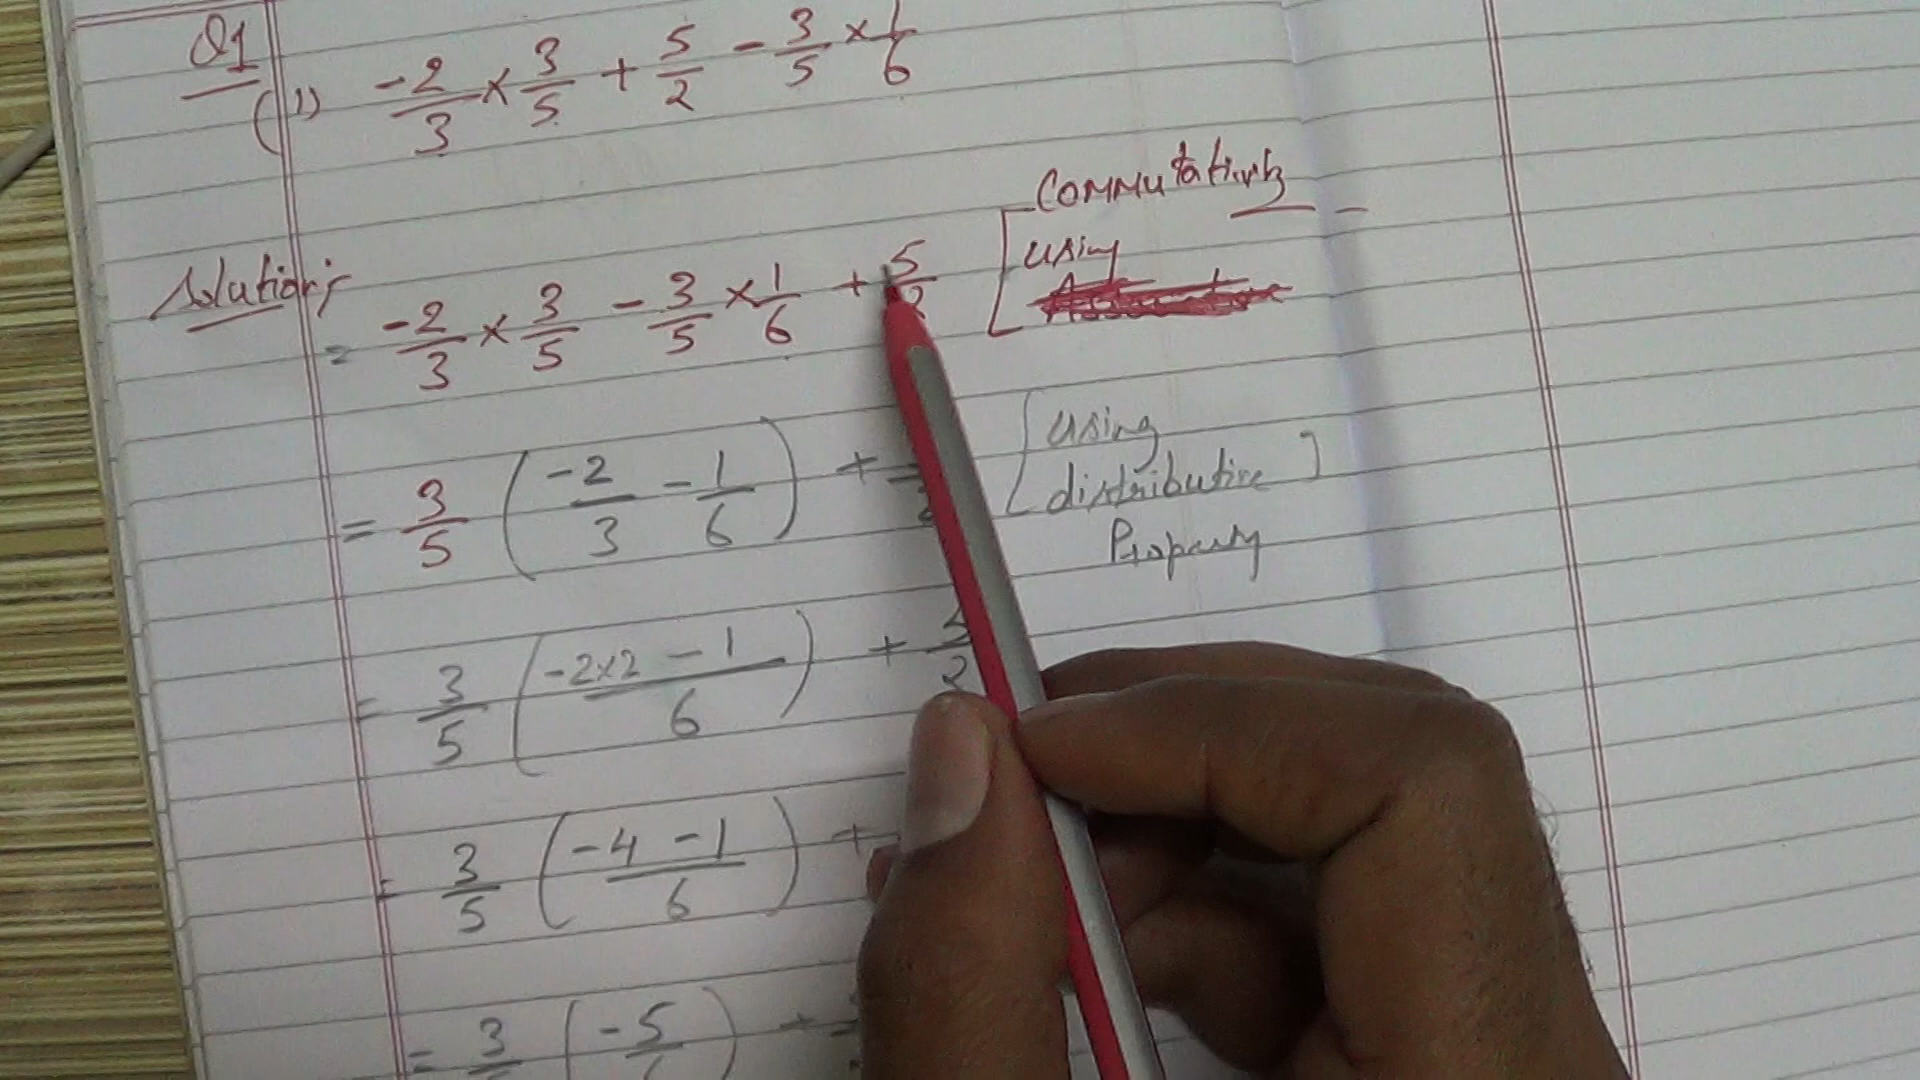 Q1
(1) -2/3 × 3/5 + 5/2 - 3/5 × 1/6
Commutativity
Solution:- using
= -2/3 × 3/5 - 3/5 × 1/6 + 5/2
= 3/5 (-2/3 - 1/6) + [using
distributive]
Property
= 3/5 (-2×2 - 1/6) + 5/2
= 3/5 (-4 - 1/6) +
= 3 (-5) +